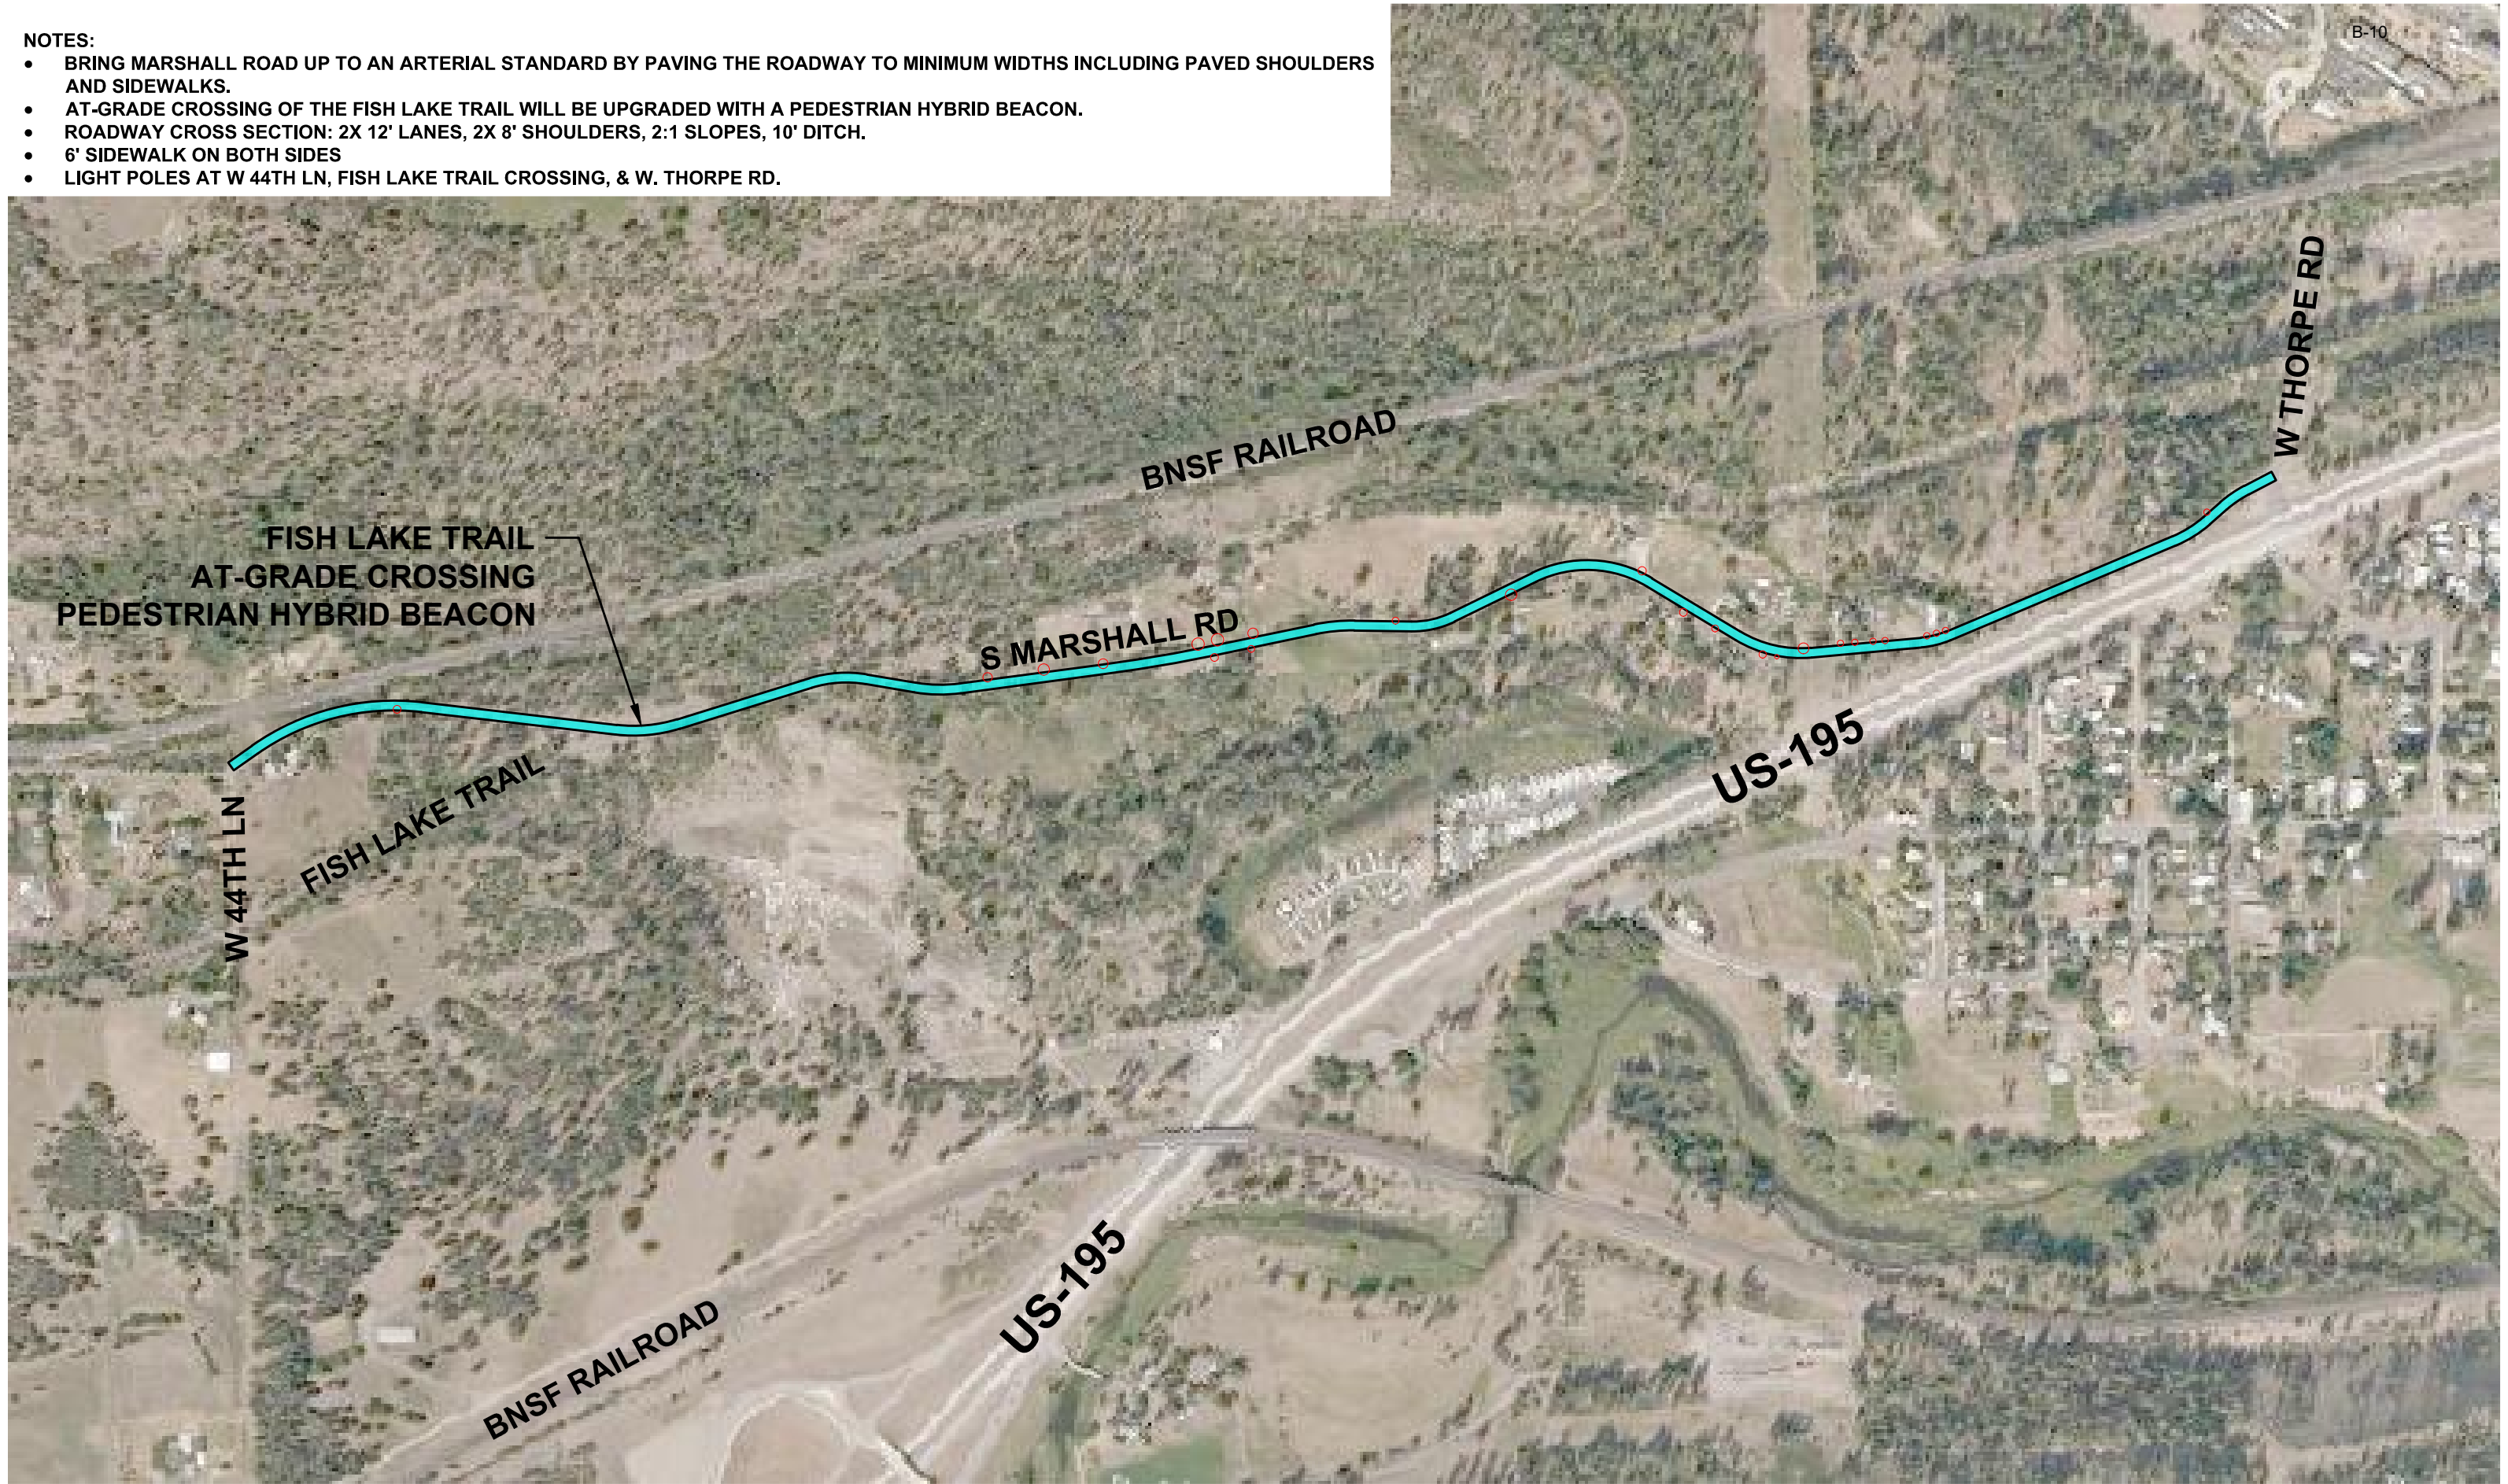 NOTES:
• BRING MARSHALL ROAD UP TO AN ARTERIAL STANDARD BY PAVING THE ROADWAY TO MINIMUM WIDTHS INCLUDING PAVED SHOULDERS
AND SIDEWALKS.
• AT-GRADE CROSSING OF THE FISH LAKE TRAIL WILL BE UPGRADED WITH A PEDESTRIAN HYBRID BEACON.
• ROADWAY CROSS SECTION: 2X 12' LANES, 2X 8' SHOULDERS, 2:1 SLOPES, 10' DITCH.
• 6' SIDEWALK ON BOTH SIDES
• LIGHT POLES AT W 44TH LN, FISH LAKE TRAIL CROSSING, & W. THORPE RD.
B-10
W THORPE RD
BNSF RAILROAD
FISH LAKE TRAIL
AT-GRADE CROSSING
PEDESTRIAN HYBRID BEACON
S MARSHALL RD
US-195
FISH LAKE TRAIL
W 44TH LN
US-195
BNSF RAILROAD